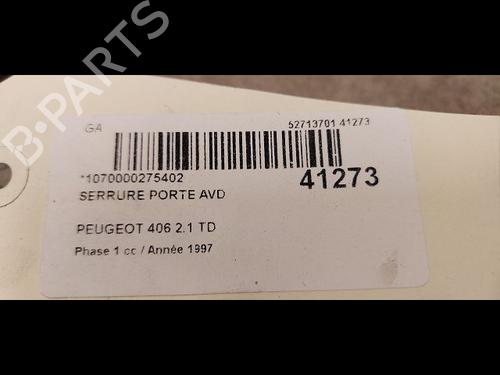 B-PARTS
GA
52713701 41273
*1070000275402
41273
SERRURE PORTE AVD
PEUGEOT 406 2.1 TD
Phase 1 cc / Année 1997